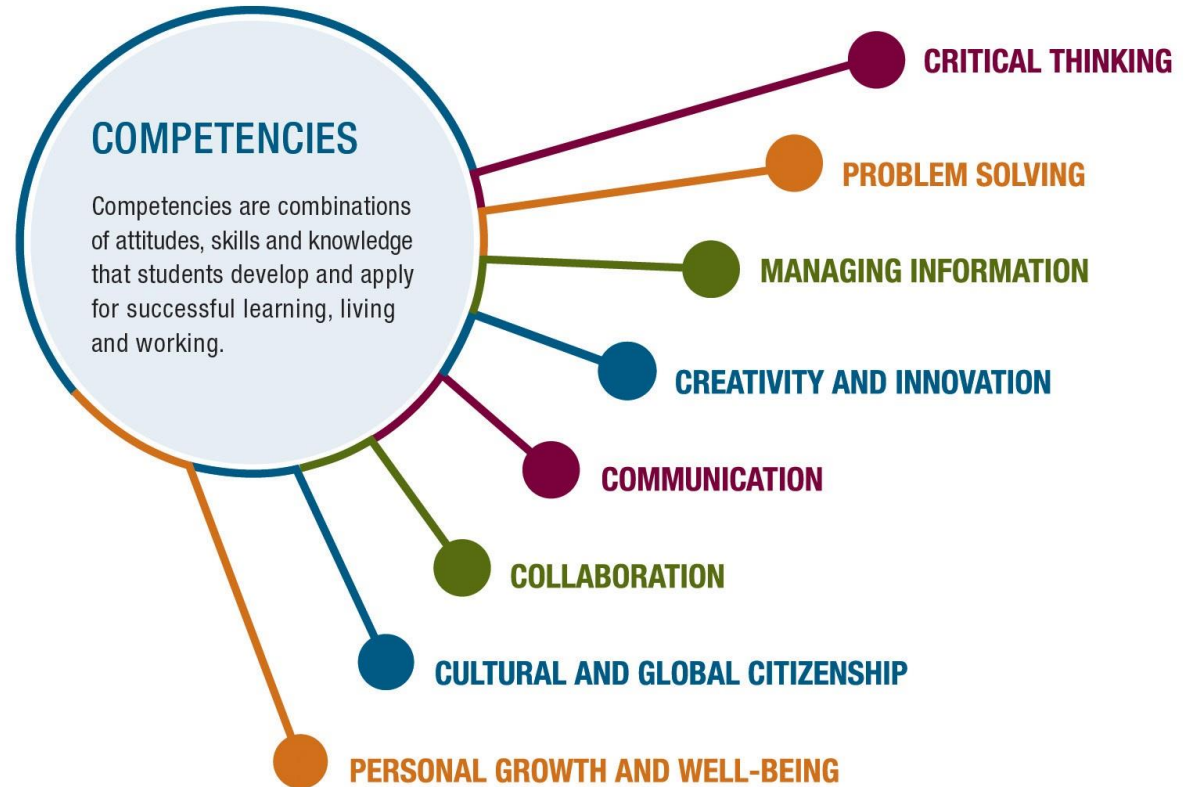 COMPETENCIES
Competencies are combinations
of attitudes, skills and knowledge
that students develop and apply
for successful learning, living
and working.
CRITICAL THINKING
PROBLEM SOLVING
MANAGING INFORMATION
CREATIVITY AND INNOVATION
COMMUNICATION
COLLABORATION
CULTURAL AND GLOBAL CITIZENSHIP
PERSONAL GROWTH AND WELL-BEING